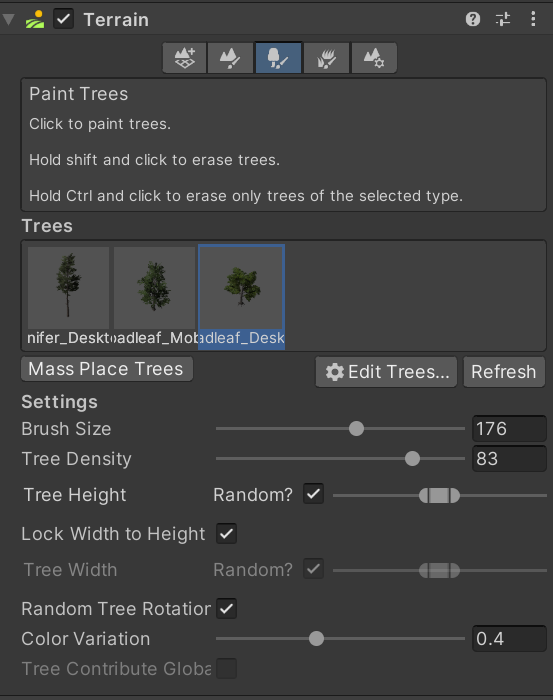 Terrain
Paint Trees
Click to paint trees.
Hold shift and click to erase trees.
Hold Ctrl and click to erase only trees of the selected type.
Trees
nifer_Deskt oadleaf_Mob adleaf_Desk
Mass Place Trees Edit Trees... Refresh
Settings
Brush Size 176
Tree Density 83
Tree Height Random?
Lock Width to Height
Tree Width Random?
Random Tree Rotation
Color Variation 0.4
Tree Contribute Globa